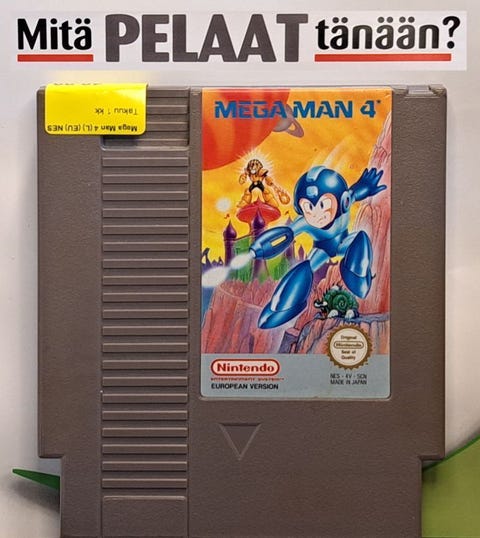 Mitä PELAAT tänään?
Mega Man 4 (L) (EU) NES
Takuu 1 kk
MEGA MAN 4
Nintendo
ENTERTAINMENT SYSTEM
EUROPEAN VERSION
Original
Nintendo
Seal of
Quality
NES - 4V - SCN
MADE IN JAPAN